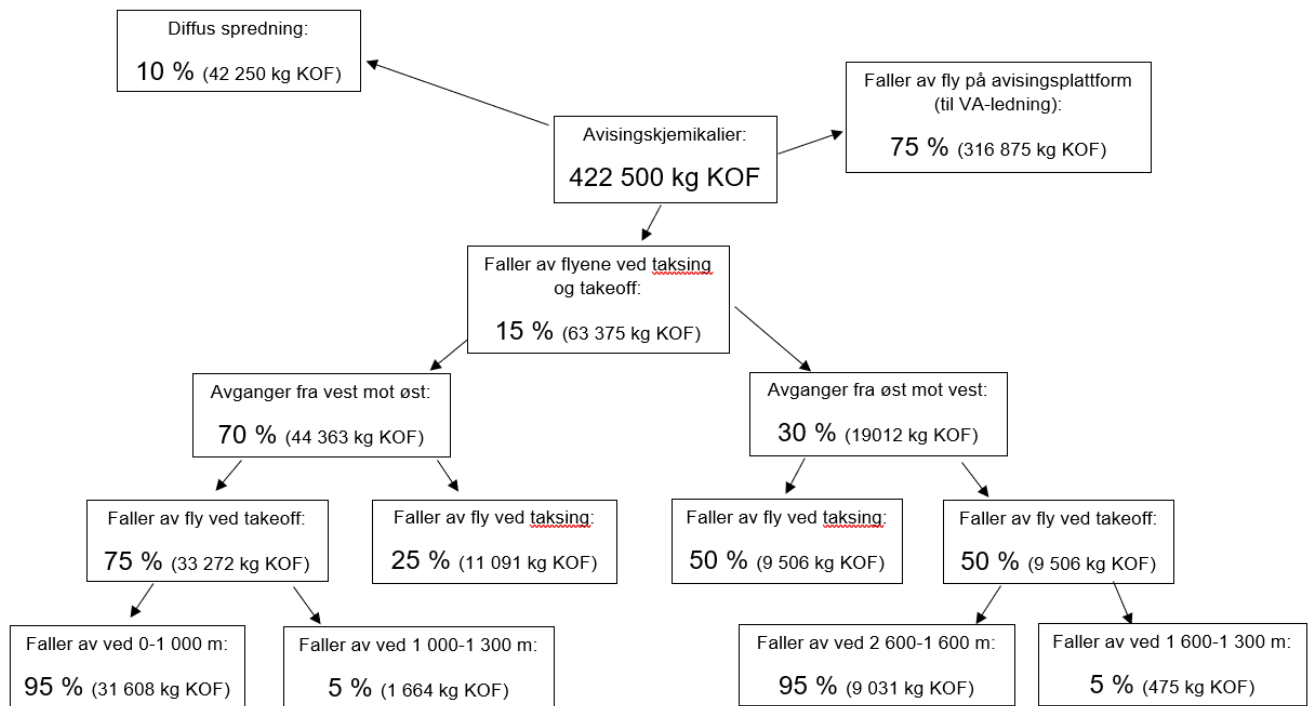 Diffus spredning:
10 % (42 250 kg KOF)
Faller av fly på avisingsplattform
(til VA-ledning):
75 % (316 875 kg KOF)
Avisingskjemikalier:
422 500 kg KOF
Faller av flyene ved taksing
og takeoff:
15 % (63 375 kg KOF)
Avganger fra vest mot øst:
70 % (44 363 kg KOF)
Avganger fra øst mot vest:
30 % (19012 kg KOF)
Faller av fly ved takeoff:
75 % (33 272 kg KOF)
Faller av fly ved taksing:
25 % (11 091 kg KOF)
Faller av fly ved taksing:
50 % (9 506 kg KOF)
Faller av fly ved takeoff:
50 % (9 506 kg KOF)
Faller av ved 0-1 000 m:
95 % (31 608 kg KOF)
Faller av ved 1 000-1 300 m:
5 % (1 664 kg KOF)
Faller av ved 2 600-1 600 m:
95 % (9 031 kg KOF)
Faller av ved 1 600-1 300 m:
5 % (475 kg KOF)